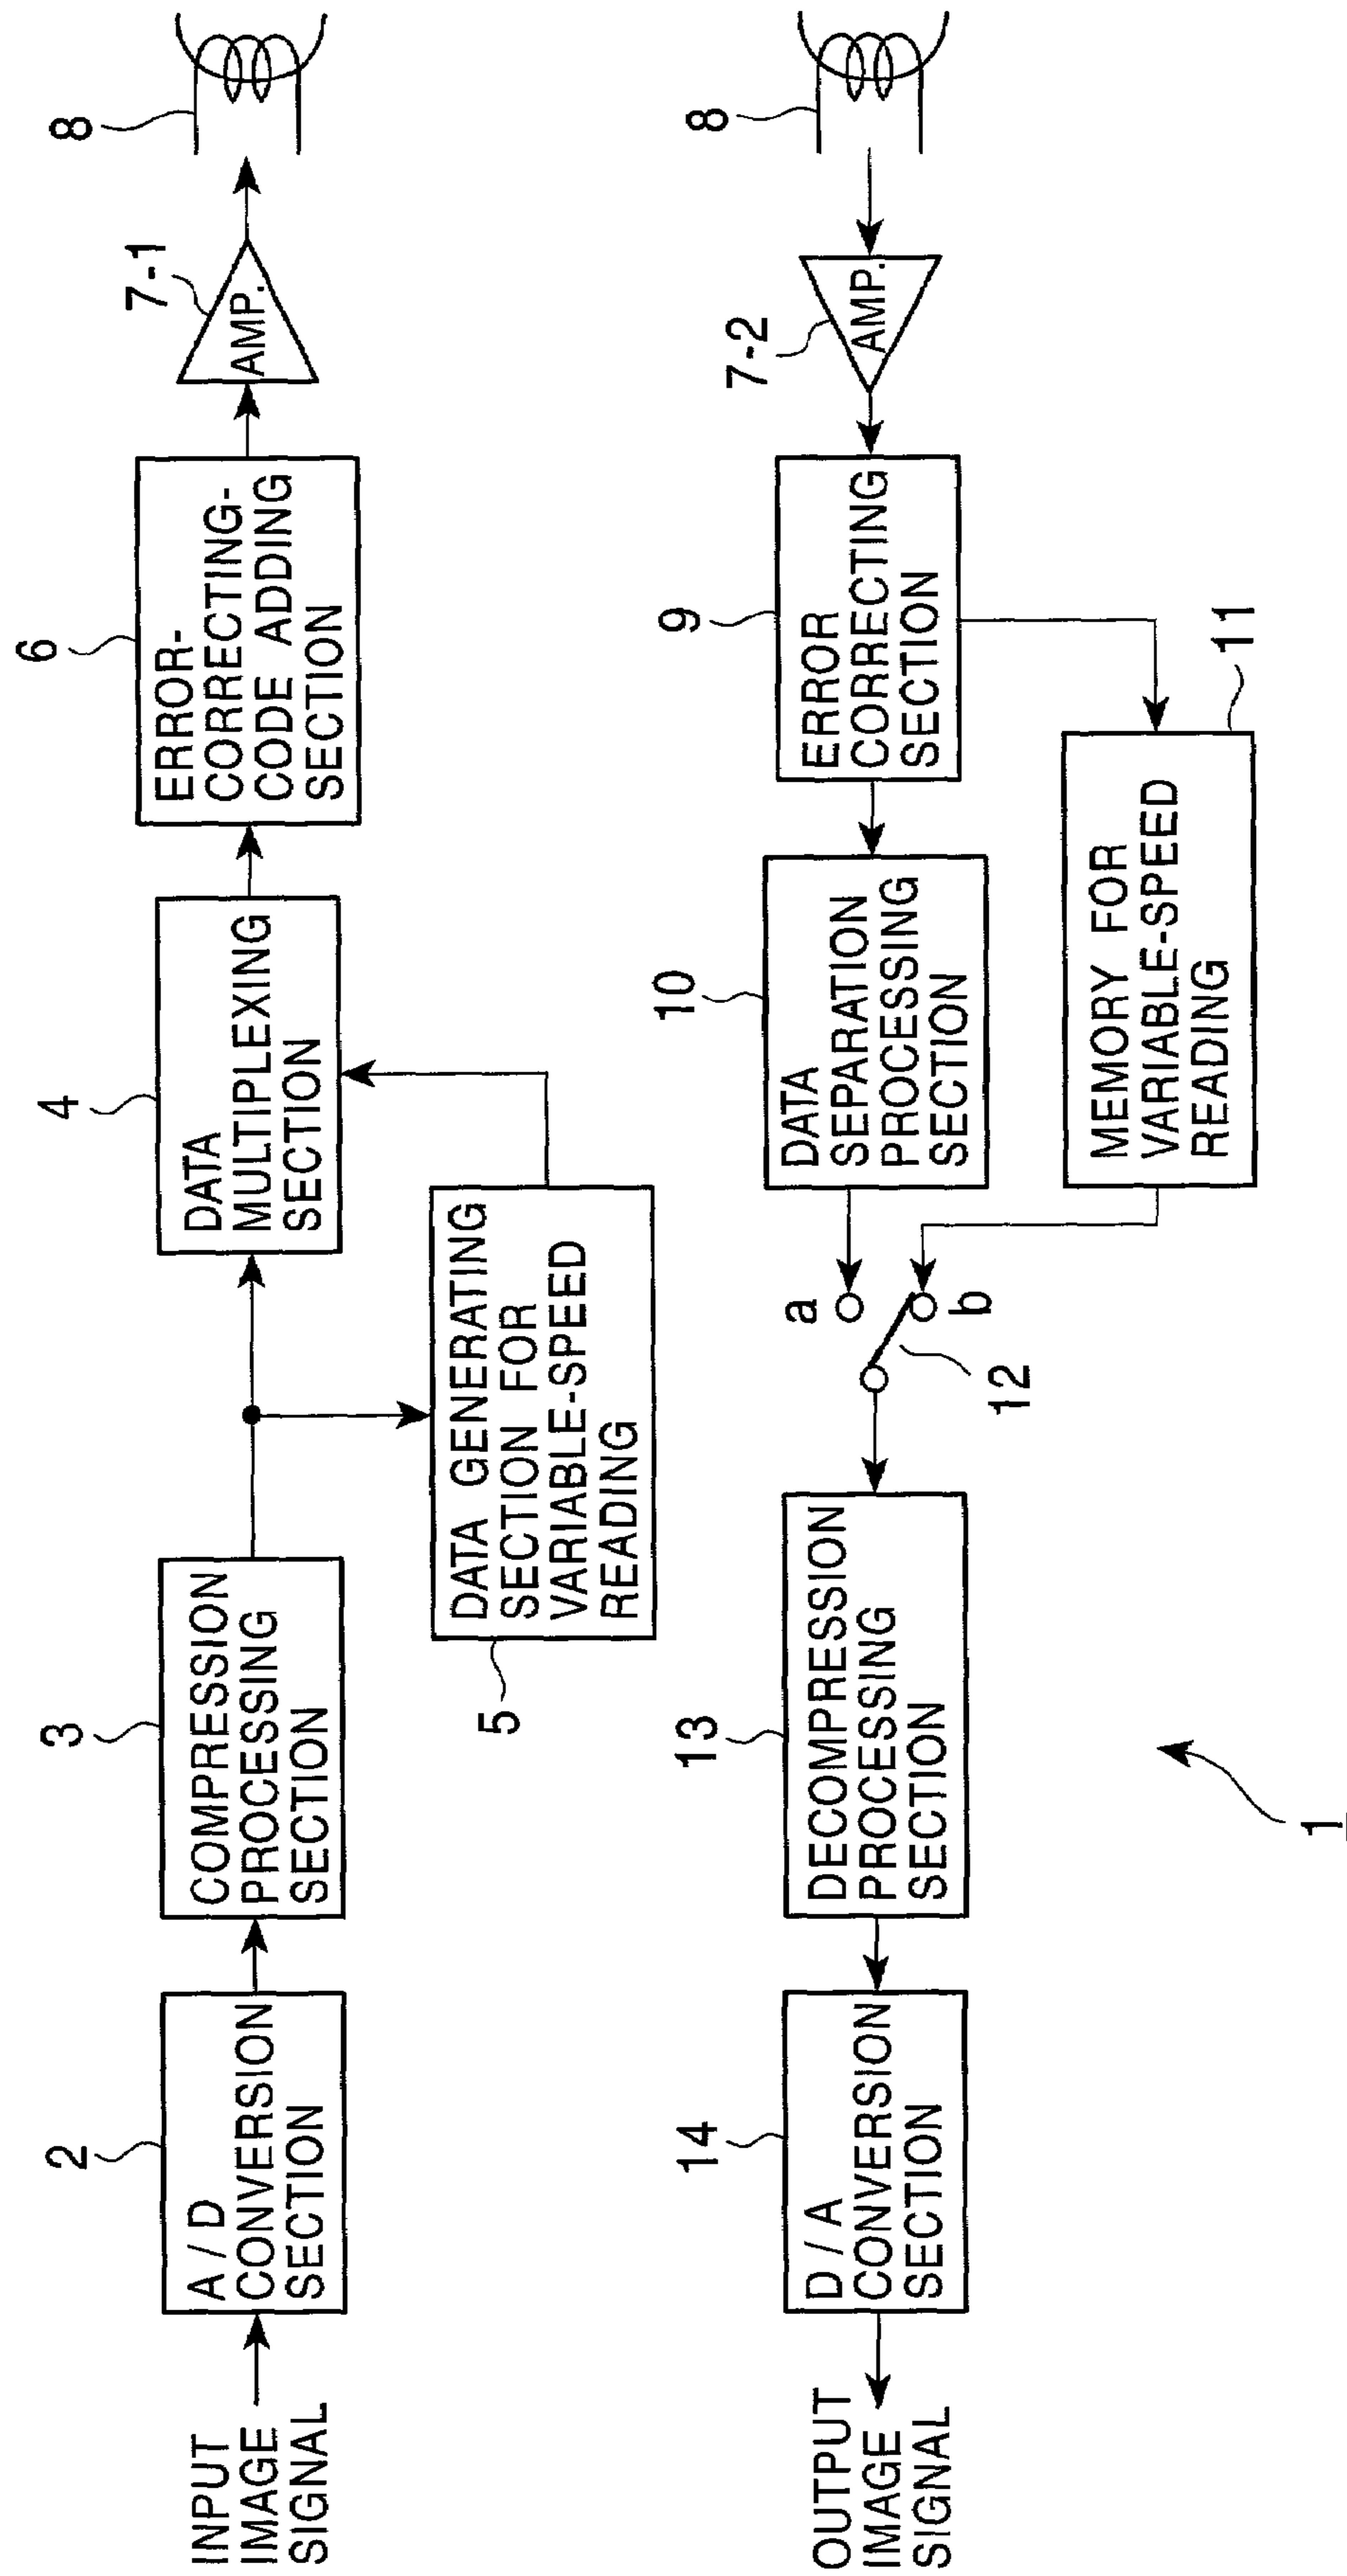 INPUT
IMAGE
SIGNAL
2
A / D
CONVERSION
SECTION
3
COMPRESSION
PROCESSING
SECTION
4
DATA
MULTIPLEXING
SECTION
5
DATA GENERATING
SECTION FOR
VARIABLE-SPEED
READING
6
ERROR-
CORRECTING-
CODE ADDING
SECTION
7-1
AMP.
8
OUTPUT
IMAGE
SIGNAL
14
D / A
CONVERSION
SECTION
13
DECOMPRESSION
PROCESSING
SECTION
12
a
b
10
DATA
SEPARATION
PROCESSING
SECTION
9
ERROR
CORRECTING
SECTION
7-2
AMP.
8
11
MEMORY FOR
VARIABLE-SPEED
READING
1